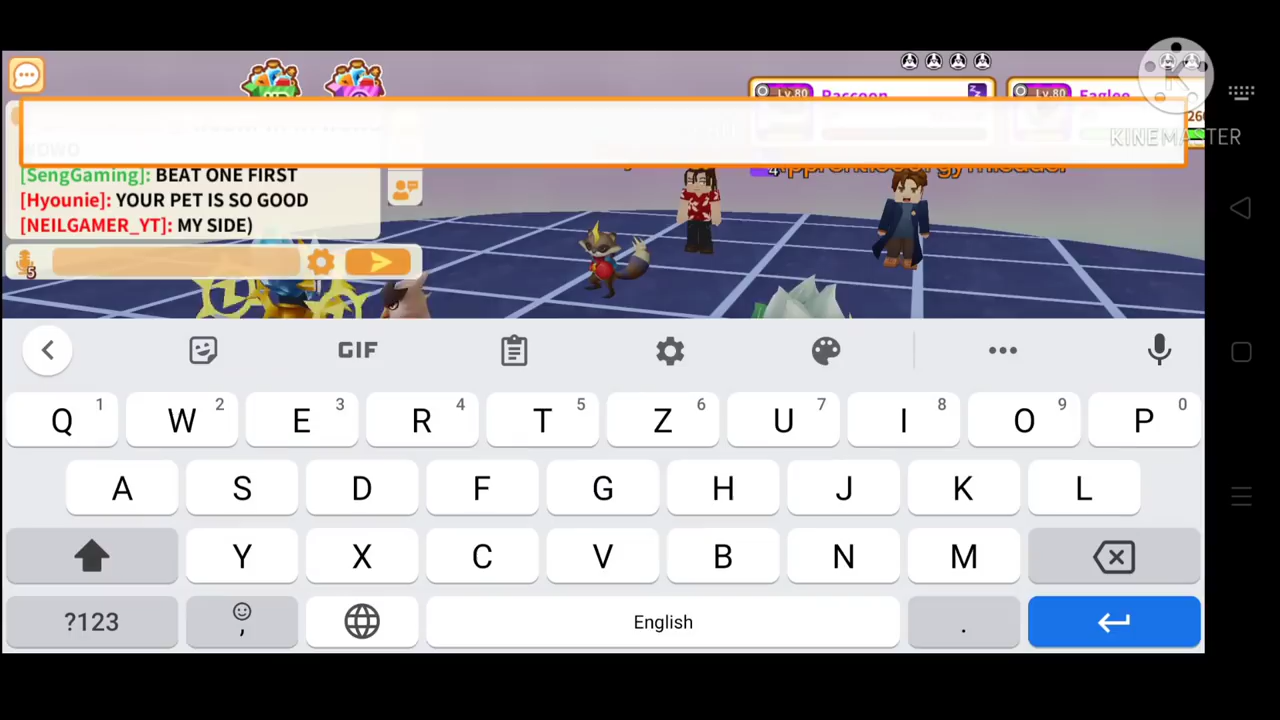 Lv.80 Raccoon
Lv.80 Eaglee
KINEMASTER
[SengGaming]: BEAT ONE FIRST
[Hyounie]: YOUR PET IS SO GOOD
[NEILGAMER_YT]: MY SIDE)
5
GIF
Q 1 W 2 E 3 R 4 T 5 Z 6 U 7 I 8 O 9 P 0
A S D F G H J K L
Y X C V B N M
?123 , English .